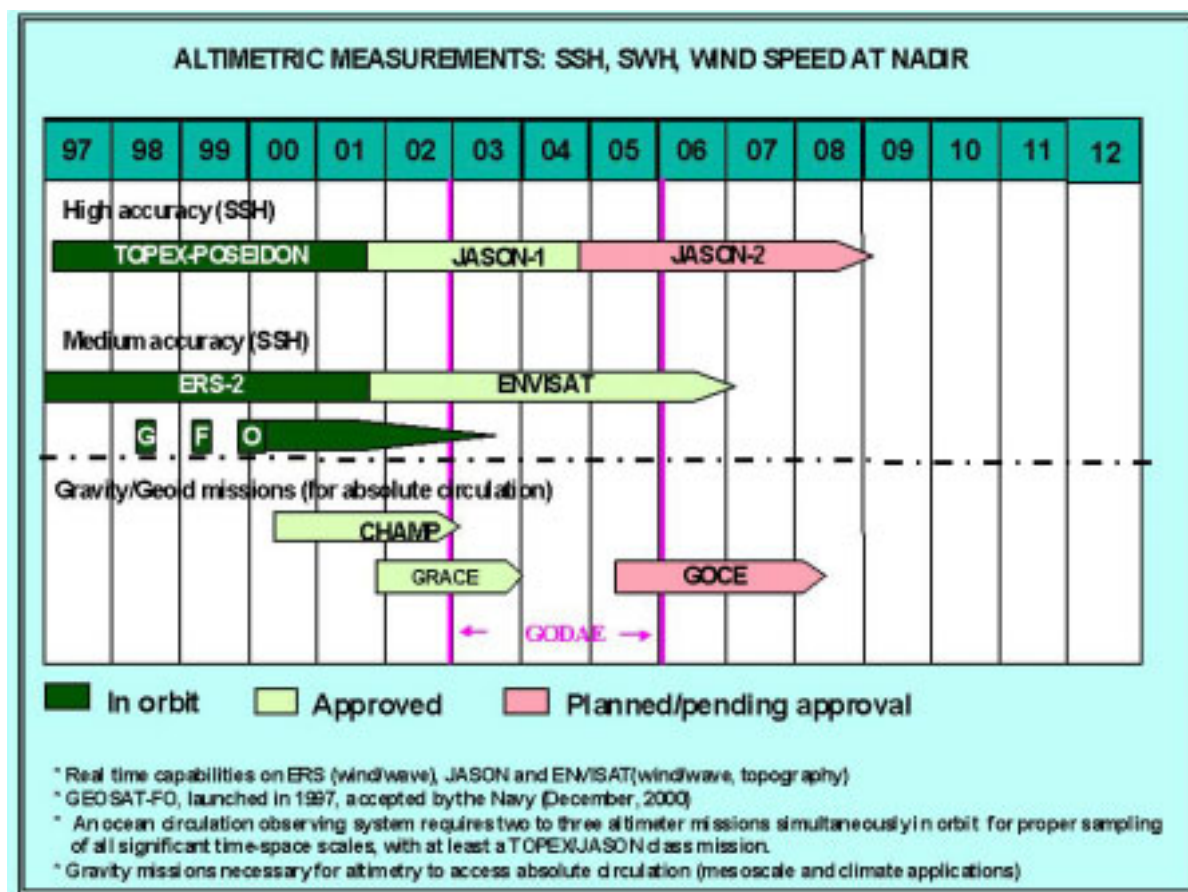 ALTIMETRIC MEASUREMENTS: SSH, SWH, WIND SPEED AT NADIR
97 98 99 00 01 02 03 04 05 06 07 08 09 10 11 12
High accuracy (SSH)
TOPEX-POSEIDON JASON-1 JASON-2
Medium accuracy (SSH)
ERS-2 ENVISAT
G F O
Gravity/Geoid missions (for absolute circulation)
CHAMP
GRACE GOCE
GODAE
In orbit Approved Planned/pending approval
* Real time capabilities on ERS (wind/wave), JASON and ENVISAT(wind/wave, topography)
* GEOSAT-FO, launched in 1997, accepted by the Navy (December, 2000)
* An ocean circulation observing system requires two to three altimeter missions simultaneously in orbit for proper sampling
of all significant time-space scales, with at least a TOPEX/JASON class mission.
* Gravity missions necessary for altimetry to access absolute circulation (mesoscale and climate applications)